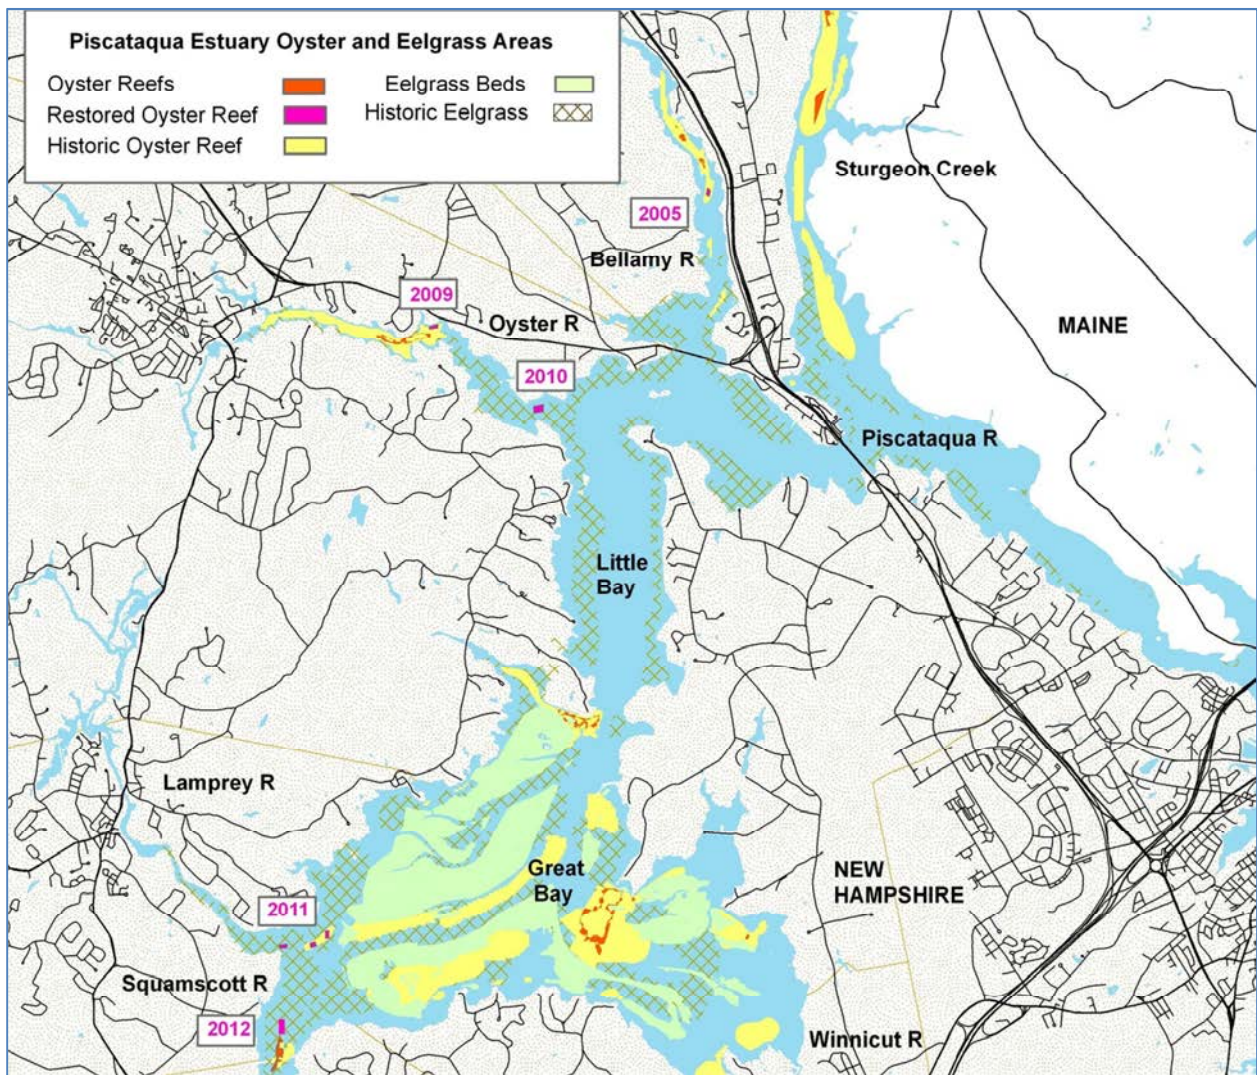 Piscataqua Estuary Oyster and Eelgrass Areas
Oyster Reefs
Eelgrass Beds
Restored Oyster Reef
Historic Eelgrass
Historic Oyster Reef
Sturgeon Creek
2005
Bellamy R
2009
Oyster R
MAINE
2010
Piscataqua R
Little
Bay
Lamprey R
Great
Bay
NEW
HAMPSHIRE
2011
Squamscott R
2012
Winnicut R